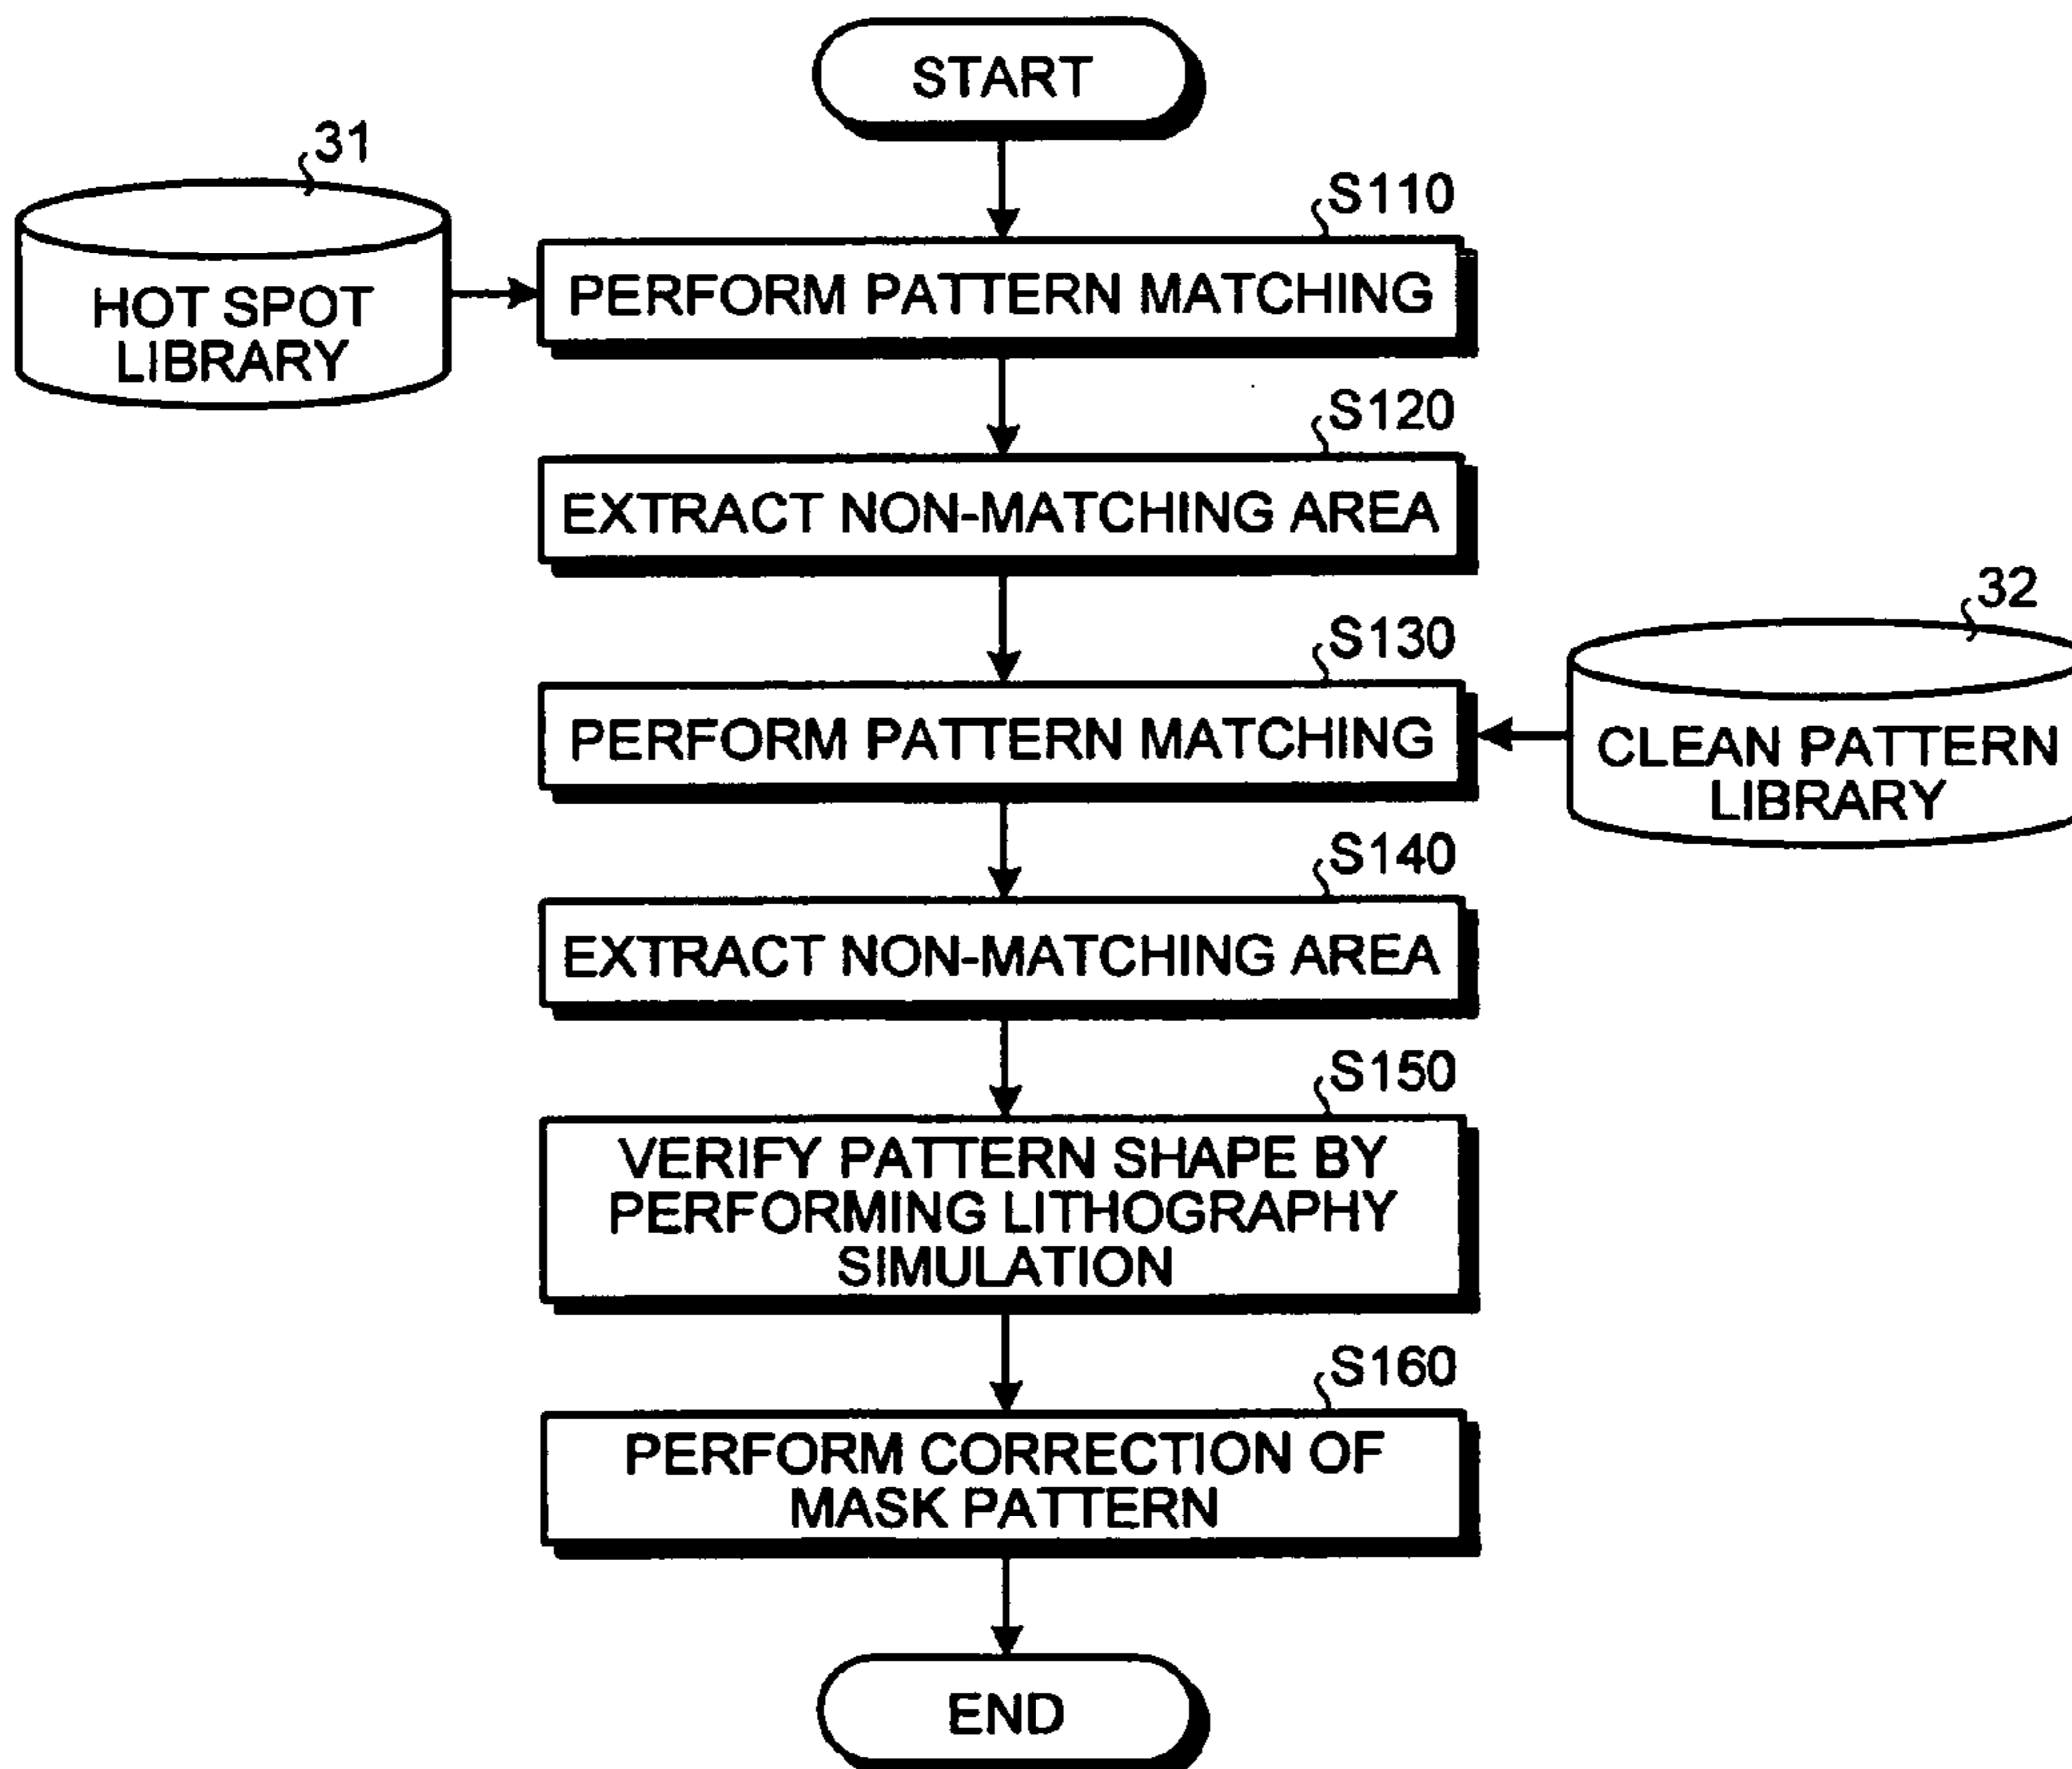 START
31
HOT SPOT
LIBRARY
S110
PERFORM PATTERN MATCHING
S120
EXTRACT NON-MATCHING AREA
S130
PERFORM PATTERN MATCHING
32
CLEAN PATTERN
LIBRARY
S140
EXTRACT NON-MATCHING AREA
S150
VERIFY PATTERN SHAPE BY
PERFORMING LITHOGRAPHY
SIMULATION
S160
PERFORM CORRECTION OF
MASK PATTERN
END